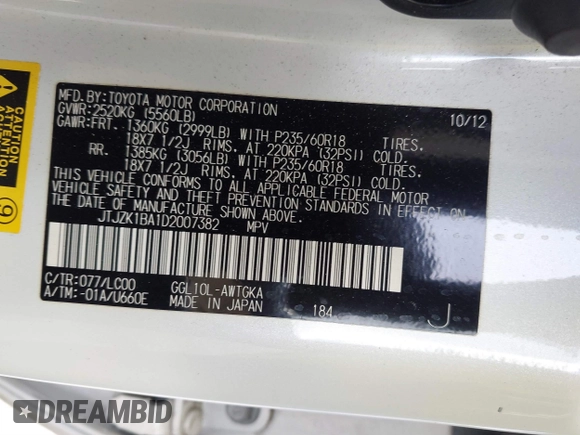 MFD.BY:TOYOTA MOTOR CORPORATION 10/12
GVWR:2520KG (5560LB)
GAWR:FRT. 1360KG (2999LB) WITH P235/60R18 TIRES,
18X7 1/2J RIMS, AT 220KPA (32PSI) COLD.
RR. 1385KG (3056LB) WITH P235/60R18 TIRES,
18X7 1/2J RIMS, AT 220KPA (32PSI) COLD.
THIS VEHICLE CONFORMS TO ALL APPLICABLE FEDERAL MOTOR
VEHICLE SAFETY AND THEFT PREVENTION STANDARDS IN EFFECT ON
THE DATE OF MANUFACTURE SHOWN ABOVE.
JTJZK1BA1D2007382 MPV
C/TR:077/LC00 GGL10L-AWTGKA
A/TM:-01A/U660E MADE IN JAPAN 184 J
CAUTION
ATTENTION
9
DREAMBID